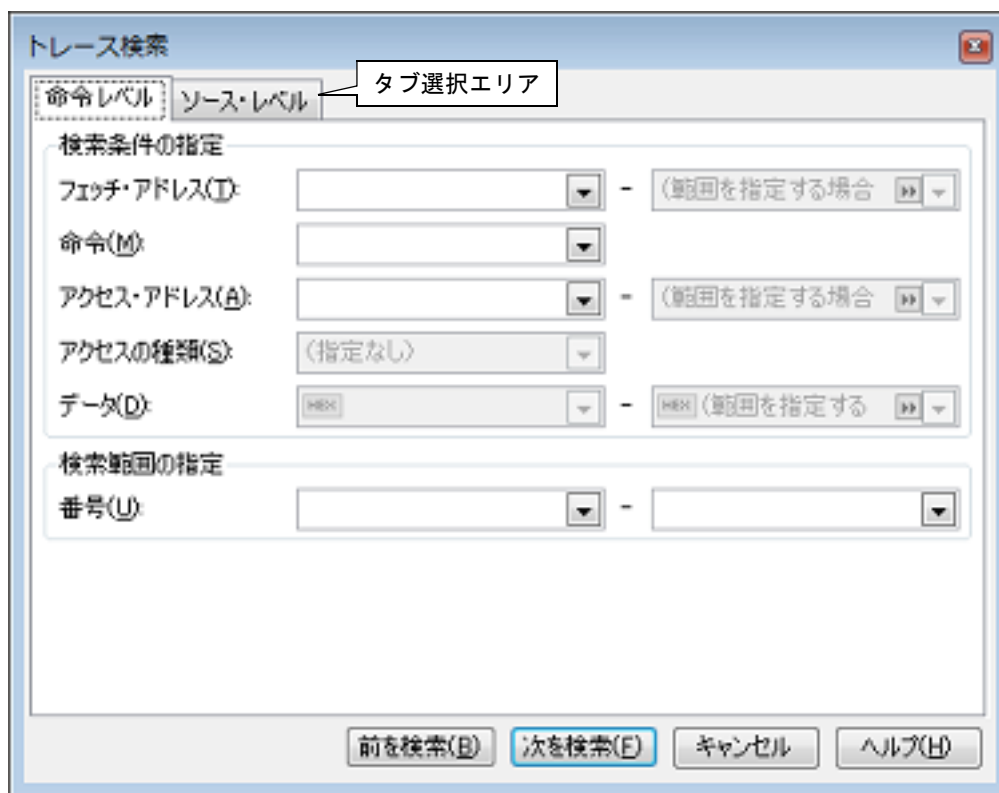 トレース検索
命令レベル ソース・レベル タブ選択エリア
検索条件の指定
フェッチ・アドレス(T): - (範囲を指定する場合
命令(M):
アクセス・アドレス(A): - (範囲を指定する場合
アクセスの種類(S): (指定なし)
データ(D): HEX - HEX (範囲を指定する
検索範囲の指定
番号(U): -
前を検索(B) 次を検索(F) キャンセル ヘルプ(H)